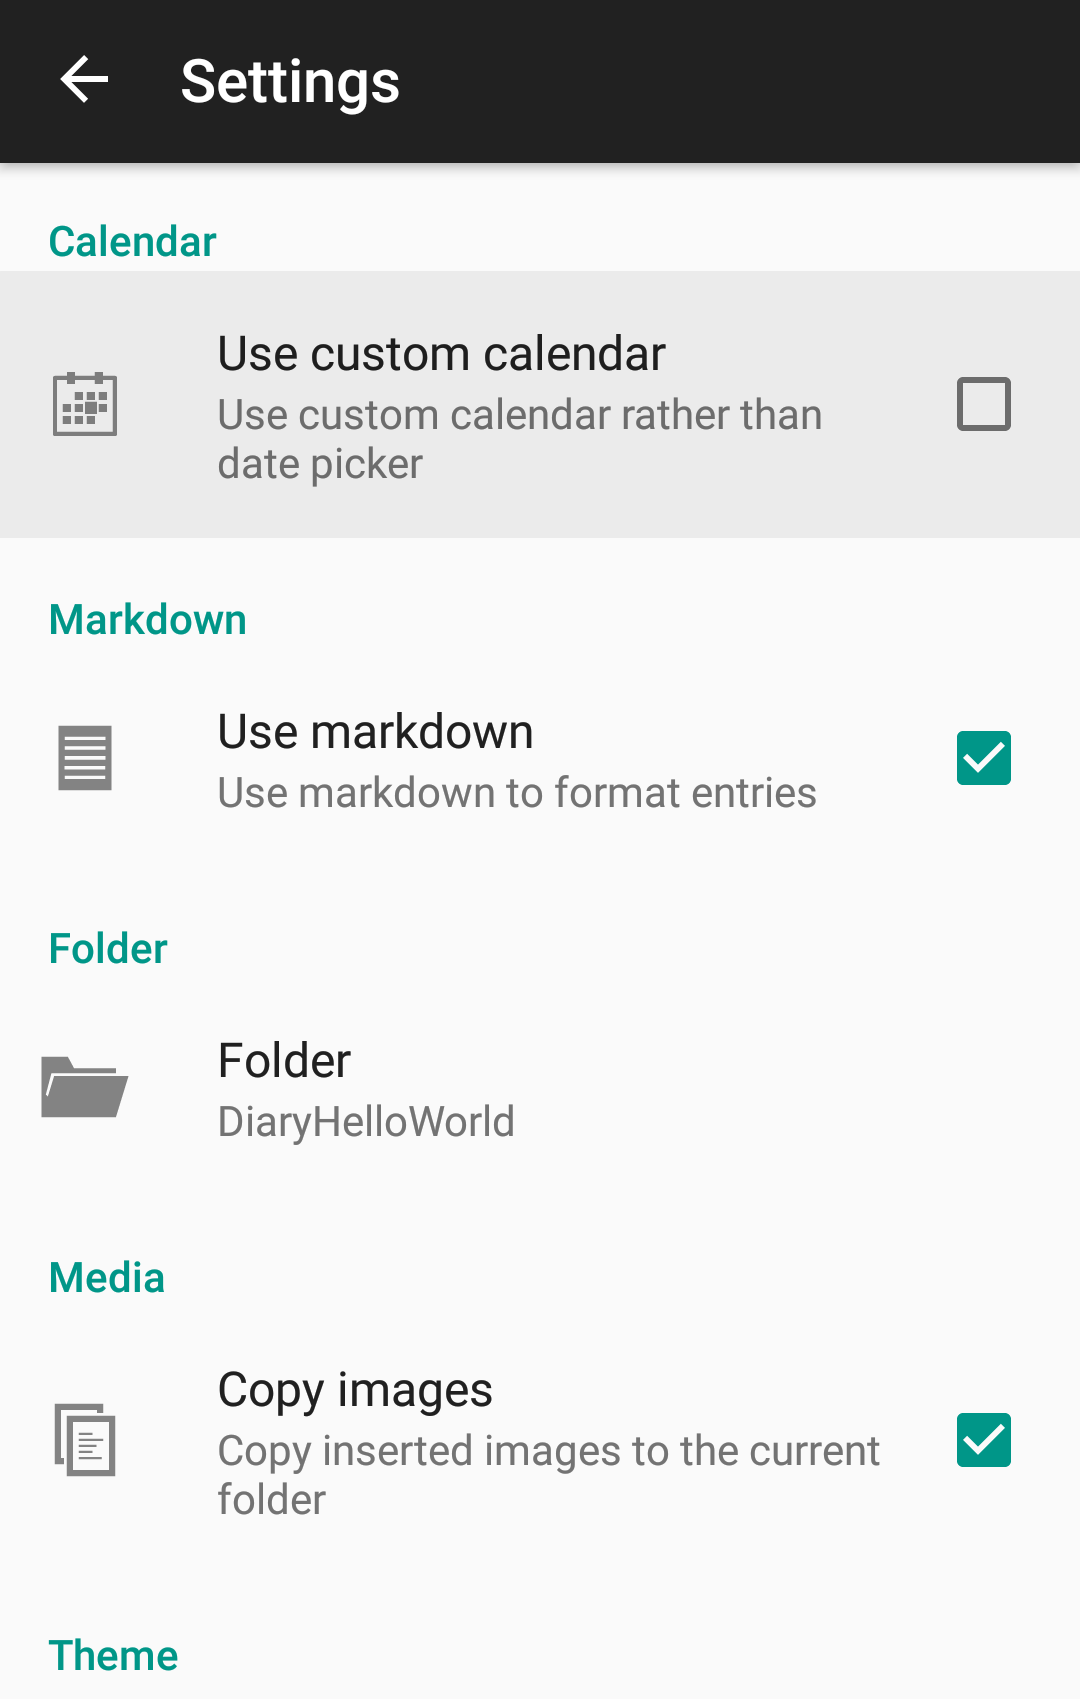 Settings
Calendar
Use custom calendar
Use custom calendar rather than
date picker
Markdown
Use markdown
Use markdown to format entries
Folder
Folder
DiaryHelloWorld
Media
Copy images
Copy inserted images to the current
folder
Theme